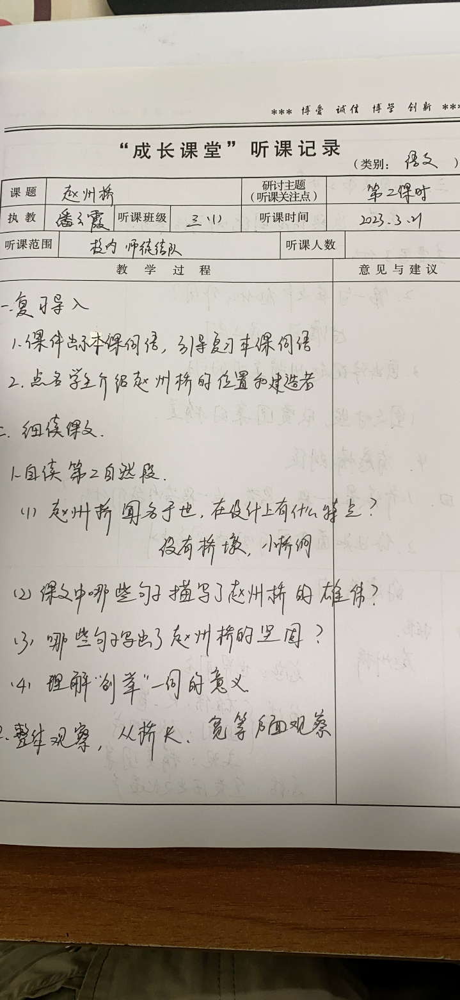 *** 博爱 诚信 博学 创新 ***
“成长课堂”听课记录
（类别： 语文 ）
课题 赵州桥 研讨主题（听课关注点） 第二课时
执教 潘云霞 听课班级 三（1） 听课时间 2023.3.21
听课范围 校内 师徒结队 听课人数
教学过程 意见与建议
一.复习导入
1.课件出示本课词语，引导复习本课词语
2.点名学生介绍赵州桥的位置和建造者
二.细读课文.
1.自读第2自然段.
（1）赵州桥闻名于世，在设计上有什么特点？
没有桥墩，小桥洞
（2）课文中哪些句子描写了赵州桥的雄伟？
（3）哪些句子写出了赵州桥的坚固？
（4）理解“创举”一词的意义
2.整体观察，从桥长、宽等方面观察